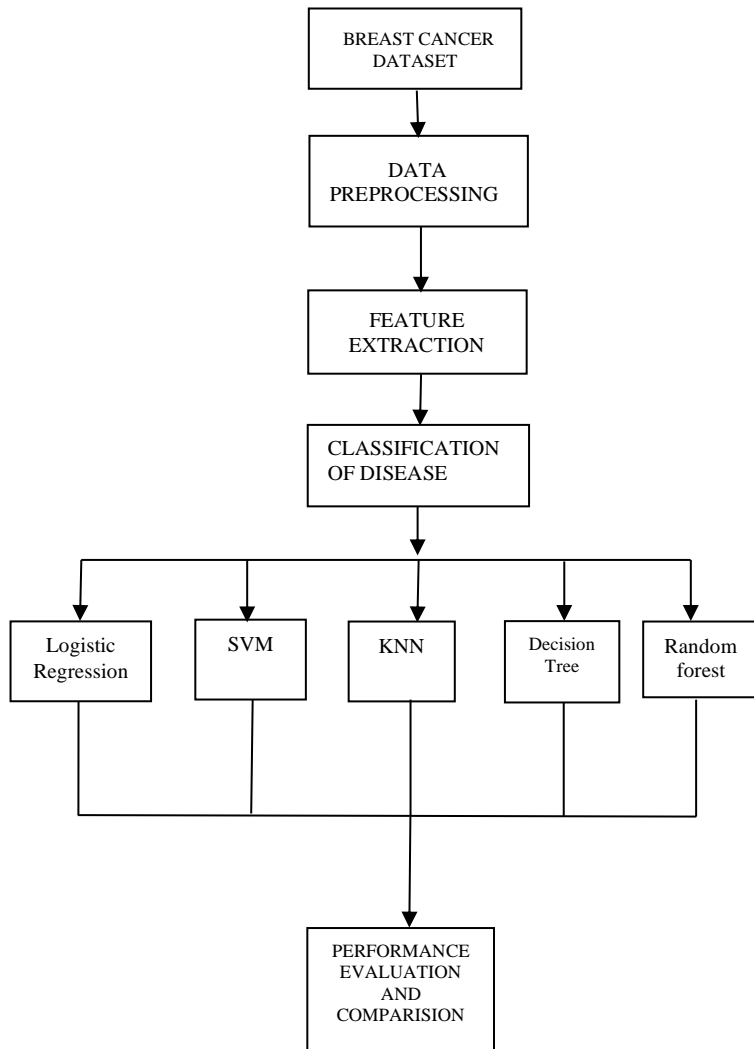 BREAST CANCER
DATASET
DATA
PREPROCESSING
FEATURE
EXTRACTION
CLASSIFICATION
OF DISEASE
Logistic
Regression
SVM
KNN
Decision
Tree
Random
forest
PERFORMANCE
EVALUATION
AND
COMPARISION